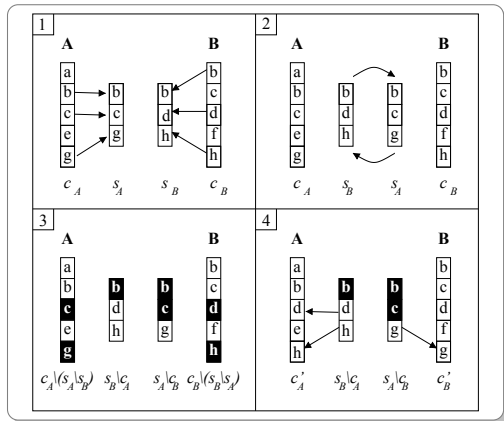 1
A B
a b
b b b c
c c d d
e g h f
g h
c_A s_A s_B c_B
2
A B
a b
b b b c
c d c d
e h g f
g h
c_A s_B s_A c_B
3
A B
a b
b b b c
c d c d
e h g f
g h
c_A\(s_A\s_B) s_B\c_A s_A\c_B c_B\(s_B\s_A)
4
A B
a b
b b b c
d d c d
e h g f
h g
c'_A s_B\c_A s_A\c_B c'_B